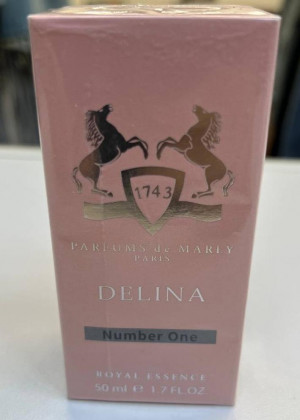 1743
PARFUMS de MARLY
PARIS
DELINA
Number One
ROYAL ESSENCE
50 ml e 1.7 FL.OZ